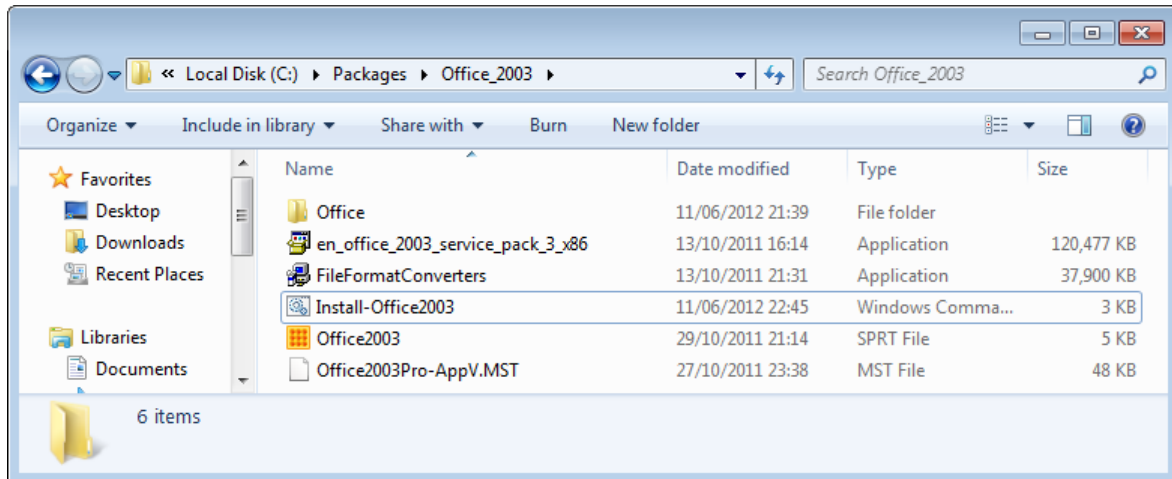 « Local Disk (C:) ▸ Packages ▸ Office_2003 ▸ Search Office_2003
Organize ▾ Include in library ▾ Share with ▾ Burn New folder
Name Date modified Type Size
Favorites
Desktop
Downloads
Recent Places
Libraries
Documents
Office 11/06/2012 21:39 File folder
en_office_2003_service_pack_3_x86 13/10/2011 16:14 Application 120,477 KB
FileFormatConverters 13/10/2011 21:31 Application 37,900 KB
Install-Office2003 11/06/2012 22:45 Windows Comma... 3 KB
Office2003 29/10/2011 21:14 SPRT File 5 KB
Office2003Pro-AppV.MST 27/10/2011 23:38 MST File 48 KB
6 items